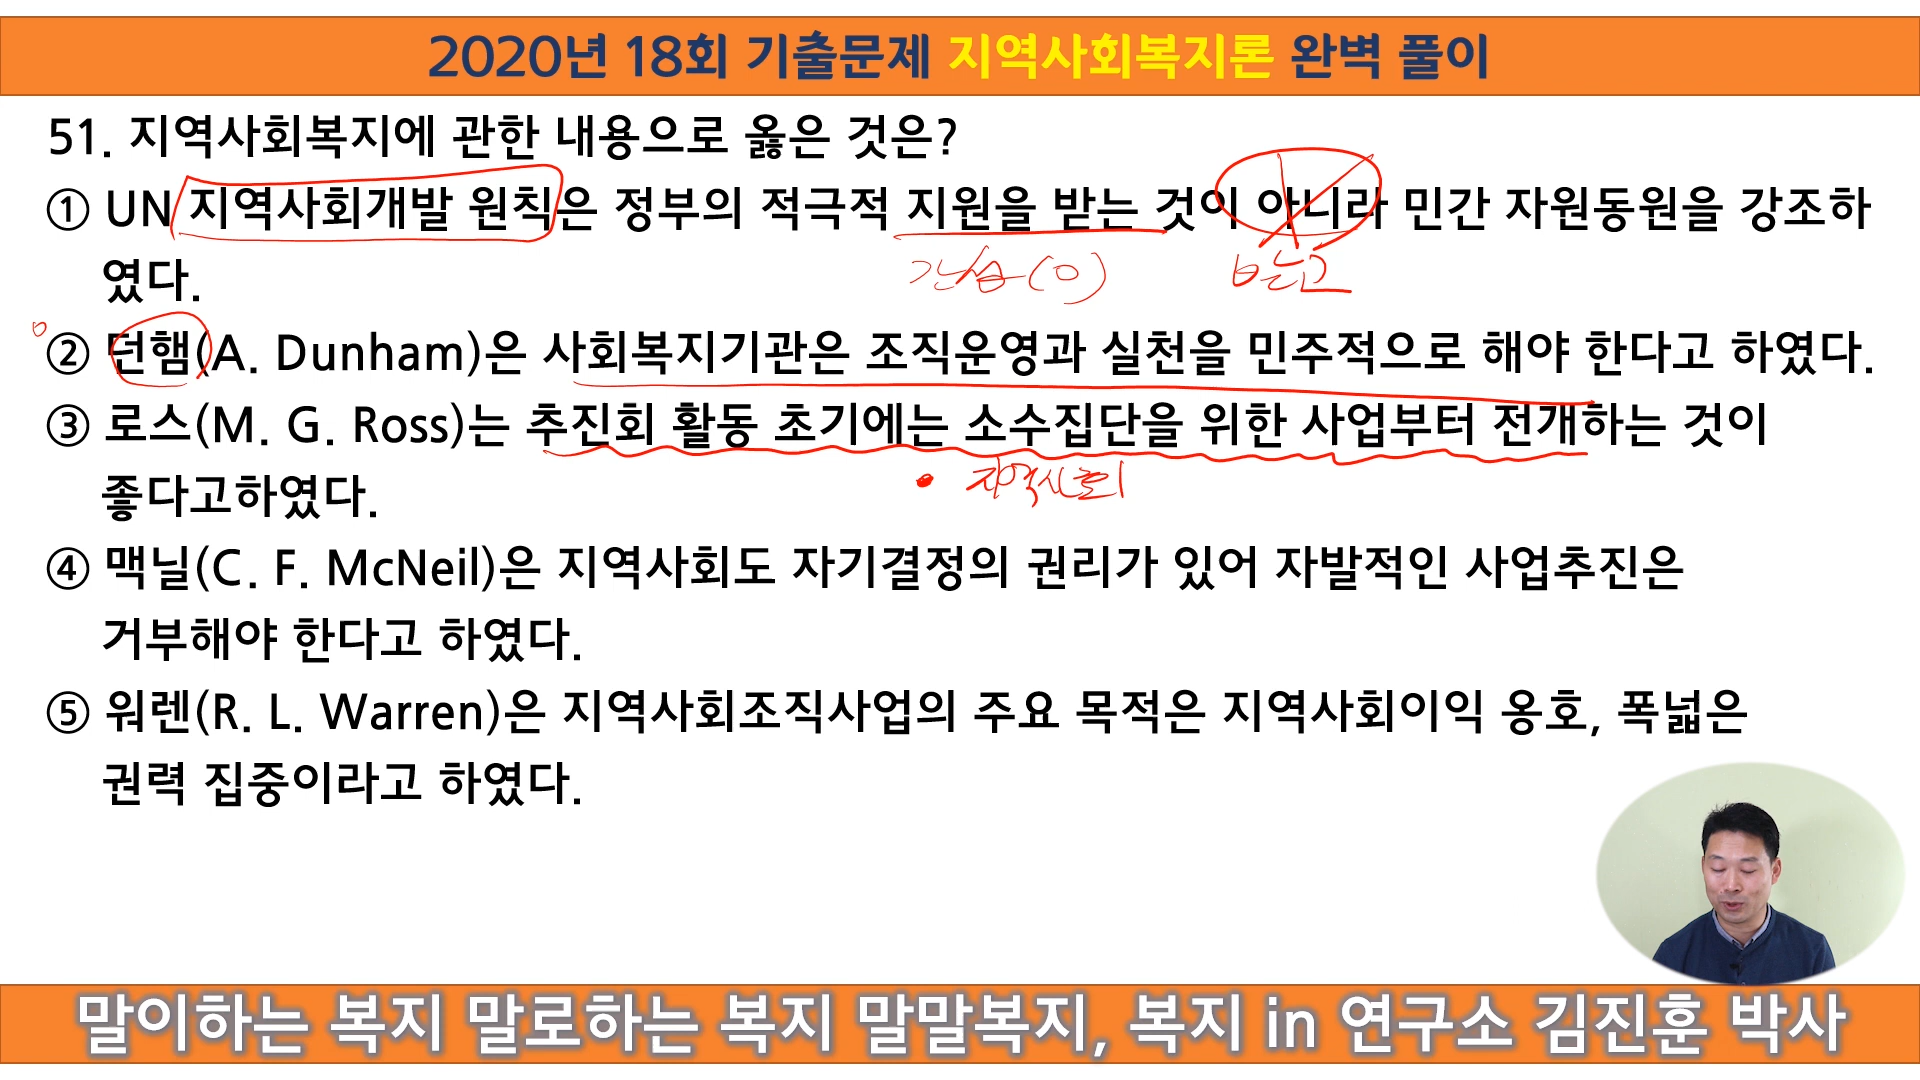 2020년 18회 기출문제 지역사회복지론 완벽 풀이
51. 지역사회복지에 관한 내용으로 옳은 것은?
① UN 지역사회개발 원칙은 정부의 적극적 지원을 받는 것이 아니라 민간 자원동원을 강조하
였다.
받고
② 던햄(A. Dunham)은 사회복지기관은 조직운영과 실천을 민주적으로 해야 한다고 하였다.
③ 로스(M. G. Ross)는 추진회 활동 초기에는 소수집단을 위한 사업부터 전개하는 것이
좋다고하였다.
지역사회
④ 맥닐(C. F. McNeil)은 지역사회도 자기결정의 권리가 있어 자발적인 사업추진은
거부해야 한다고 하였다.
⑤ 워렌(R. L. Warren)은 지역사회조직사업의 주요 목적은 지역사회이익 옹호, 폭넓은
권력 집중이라고 하였다.
말이하는 복지 말로하는 복지 말말복지, 복지 in 연구소 김진훈 박사